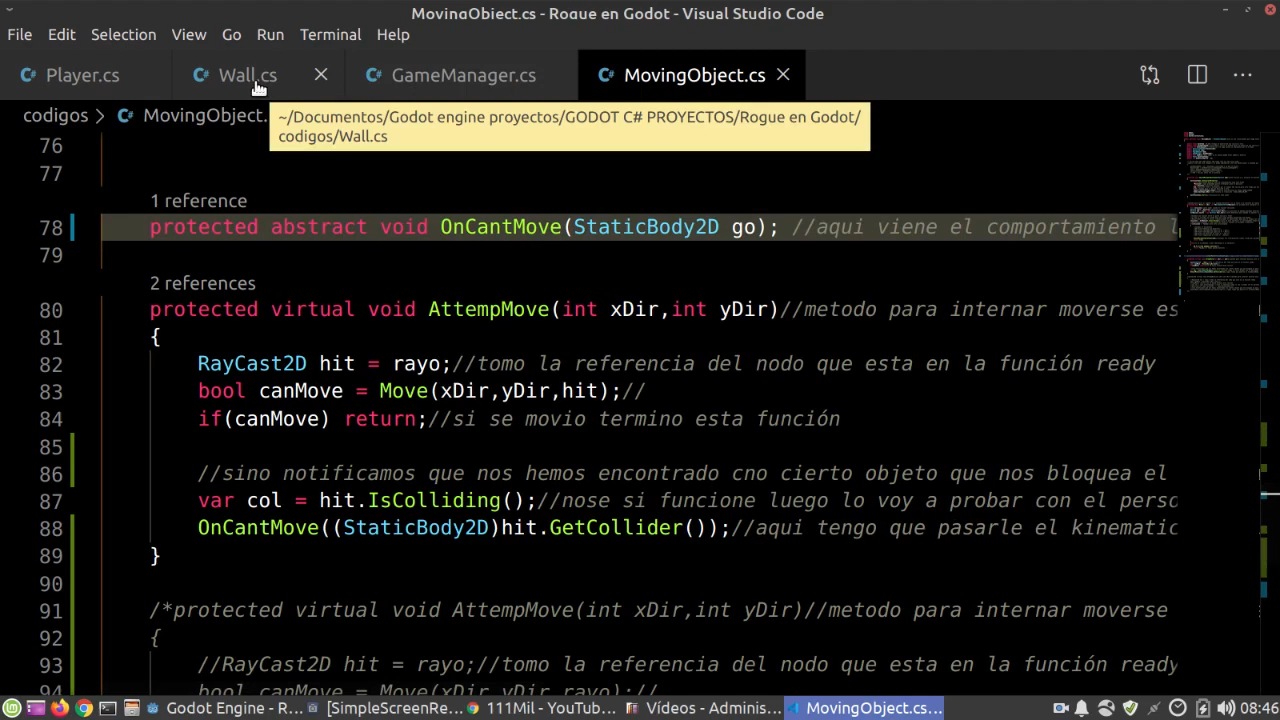 MovingObject.cs - Rogue en Godot - Visual Studio Code
File Edit Selection View Go Run Terminal Help
Player.cs Wall.cs GameManager.cs MovingObject.cs
codigos > MovingObject.
~/Documentos/Godot engine proyectos/GODOT C# PROYECTOS/Rogue en Godot/
codigos/Wall.cs
76
77
1 reference
78 protected abstract void OnCantMove(StaticBody2D go); //aqui viene el comportamiento l
79
2 references
80 protected virtual void AttempMove(int xDir,int yDir)//metodo para internar moverse es
81 {
82 RayCast2D hit = rayo;//tomo la referencia del nodo que esta en la función ready
83 bool canMove = Move(xDir,yDir,hit);//
84 if(canMove) return;//si se movio termino esta función
85
86 //sino notificamos que nos hemos encontrado cno cierto objeto que nos bloquea el
87 var col = hit.IsColliding();//nose si funcione luego lo voy a probar con el perso
88 OnCantMove((StaticBody2D)hit.GetCollider());//aqui tengo que pasarle el kinematic
89 }
90
91 /*protected virtual void AttempMove(int xDir,int yDir)//metodo para internar moverse
92 {
93 //RayCast2D hit = rayo;//tomo la referencia del nodo que esta en la función ready
94 bool canMove = Move(xDir,yDir,rayo);//
Godot Engine - R... [SimpleScreenRe... 111Mil - YouTub... Vídeos - Adminis... MovingObject.cs... 08:46